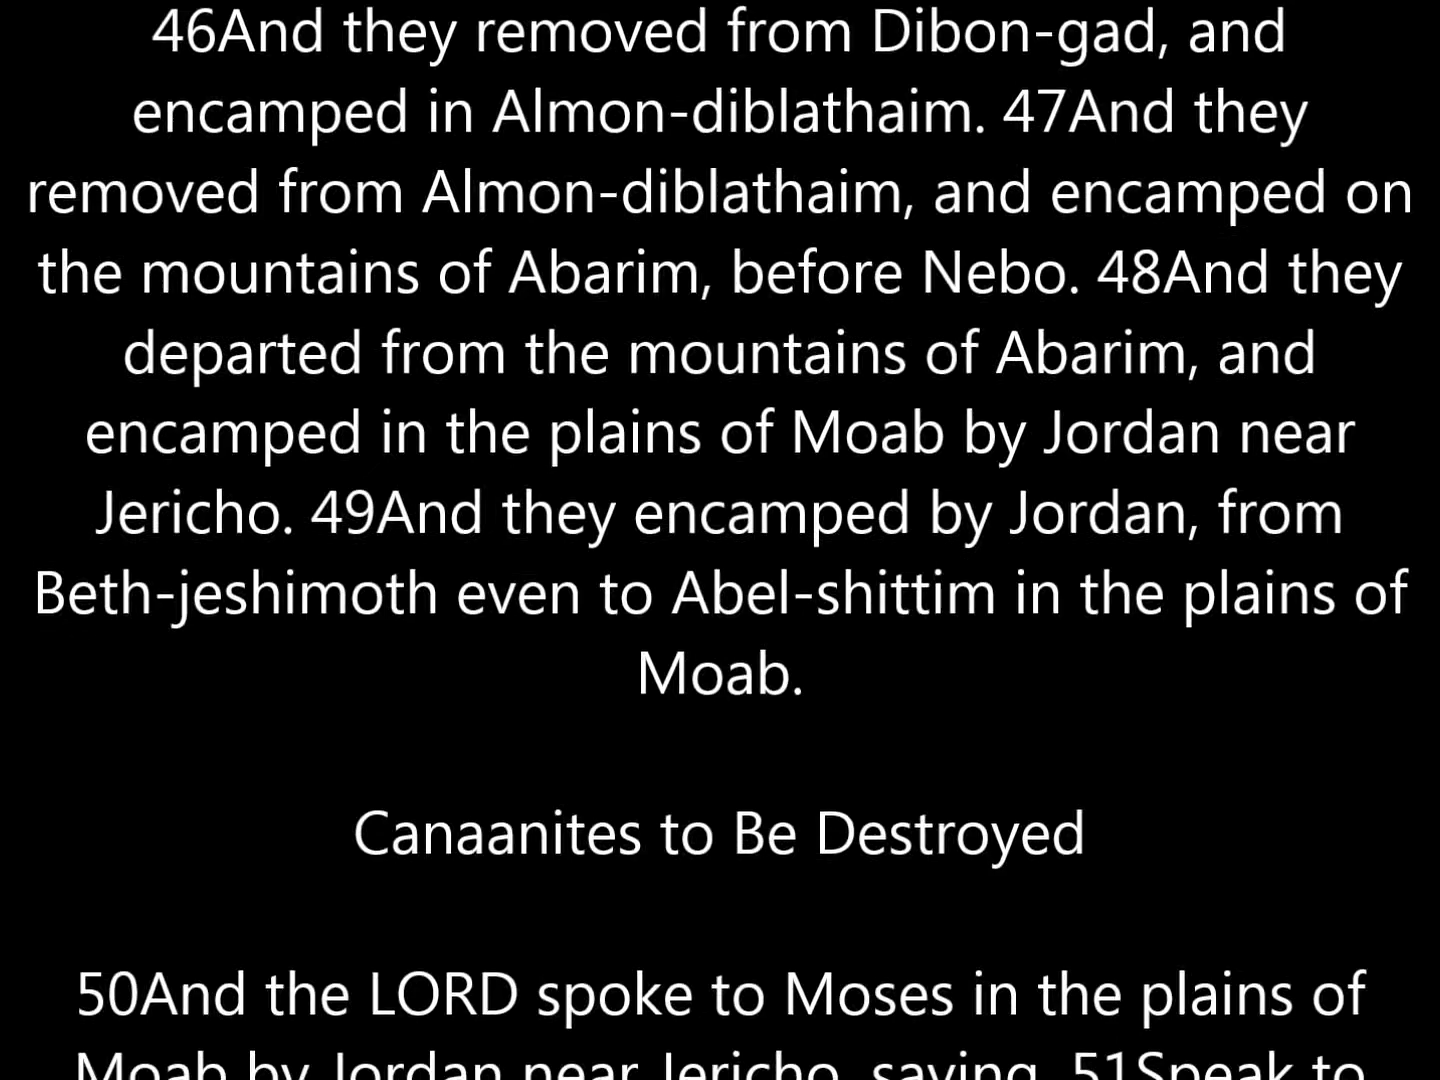 46And they removed from Dibon-gad, and
encamped in Almon-diblathaim. 47And they
removed from Almon-diblathaim, and encamped on
the mountains of Abarim, before Nebo. 48And they
departed from the mountains of Abarim, and
encamped in the plains of Moab by Jordan near
Jericho. 49And they encamped by Jordan, from
Beth-jeshimoth even to Abel-shittim in the plains of
Moab.
Canaanites to Be Destroyed
50And the LORD spoke to Moses in the plains of
Moab by Jordan near Jericho, saying, 51Speak to